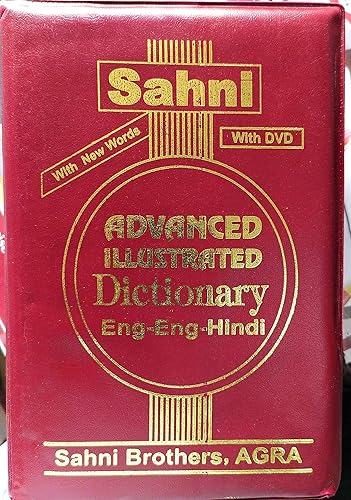 Sahni
With New Words
With DVD
ADVANCED
ILLUSTRATED
Dictionary
Eng-Eng-Hindi
Sahni Brothers, AGRA